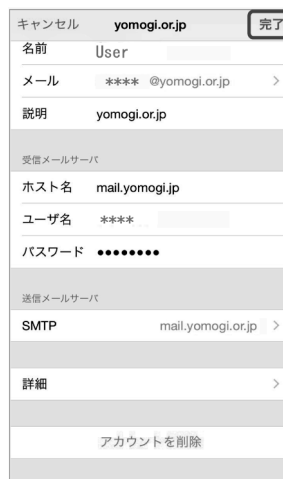 キャンセル yomogi.or.jp 完了
名前 User
メール **** @yomogi.or.jp >
説明 yomogi.or.jp
受信メールサーバ
ホスト名 mail.yomogi.jp
ユーザ名 ****
パスワード ●●●●●●●●
送信メールサーバ
SMTP mail.yomogi.or.jp >
詳細 >
アカウントを削除